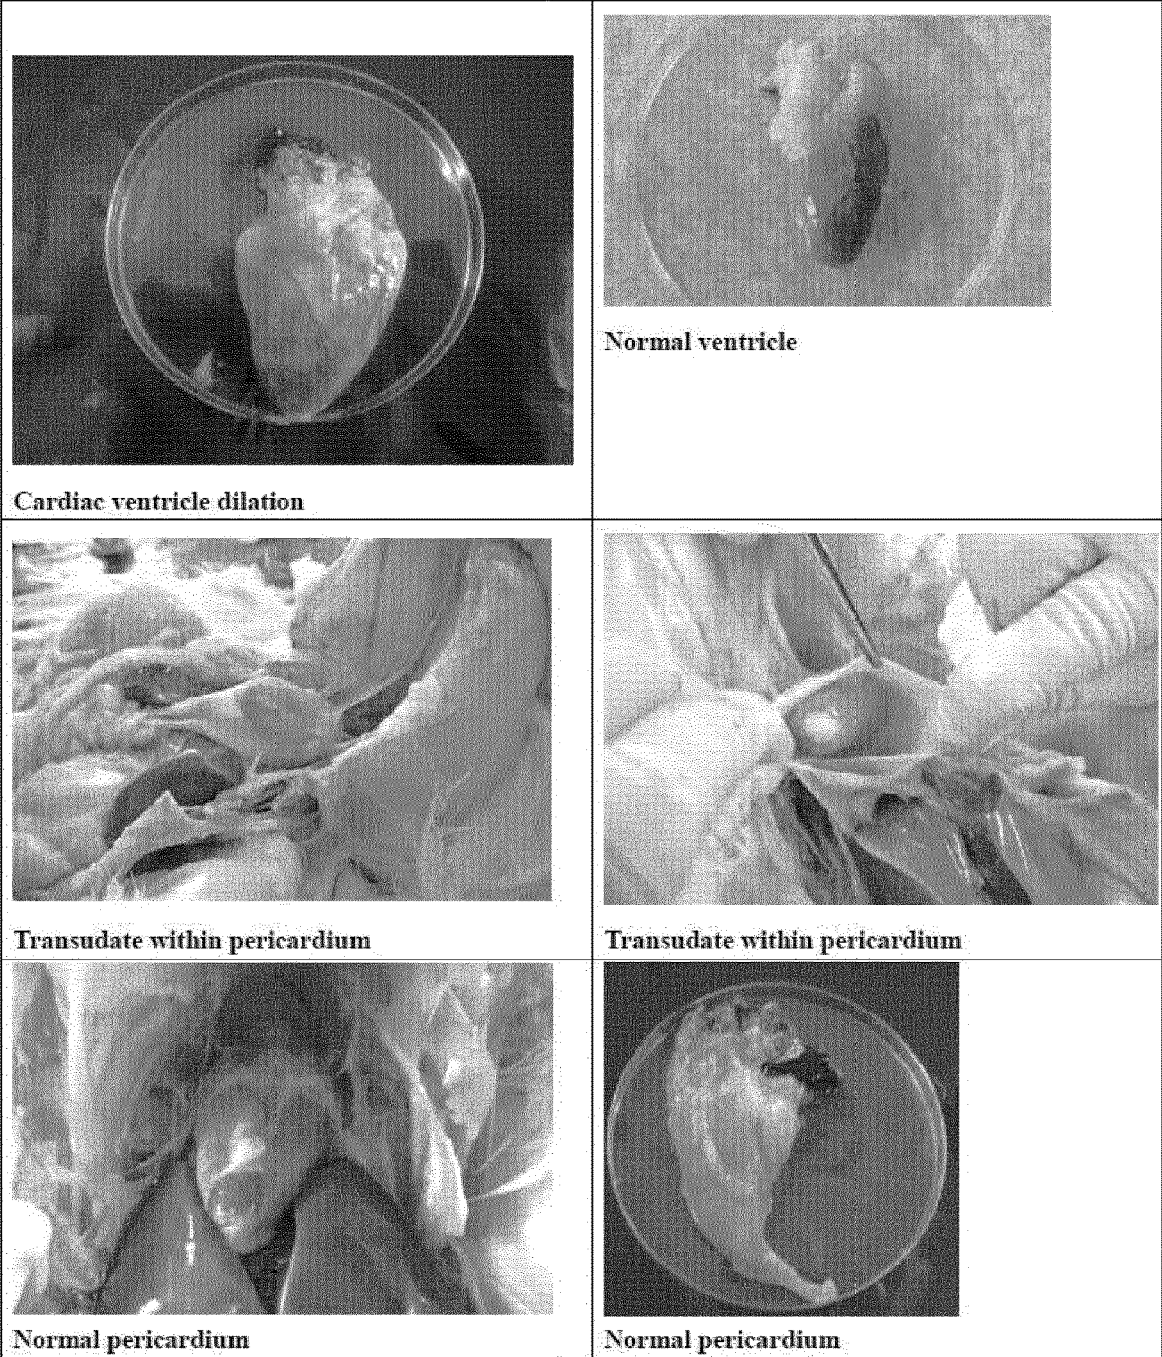 Normal ventricle
Cardiac ventricle dilation
Transudate within pericardium
Transudate within pericardium
Normal pericardium
Normal pericardium